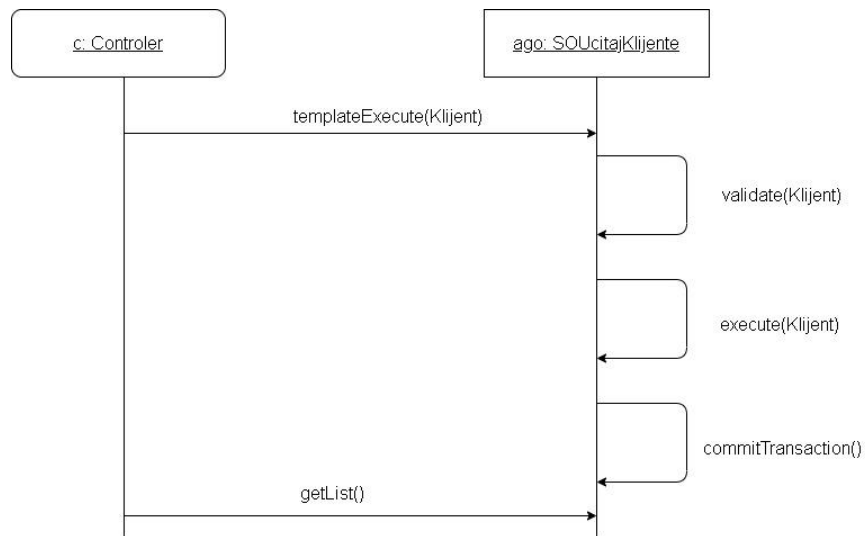 c: Controler
ago: SOUcitajKlijente
templateExecute(Klijent)
validate(Klijent)
execute(Klijent)
commitTransaction()
getList()